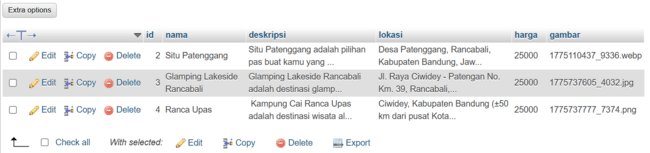 Extra options
←T→ id nama deskripsi lokasi harga gambar
Edit Copy Delete 2 Situ Patenggang Situ Patenggang adalah pilihan Desa Patenggang, Rancabali, 25000 1775110437_9336.webp
pas buat kamu yang ... Kabupaten Bandung, Jaw...
Edit Copy Delete 3 Glamping Lakeside Glamping Lakeside Rancabali Jl. Raya Ciwidey - Patengan No. 25000 1775737605_4032.jpg
Rancabali adalah destinasi glamp... Km. 39, Rancabali,...
Edit Copy Delete 4 Ranca Upas Kampung Cai Ranca Upas Ciwidey, Kabupaten Bandung (±50 25000 1775737777_7374.png
adalah destinasi wisata al... km dari pusat Kota...
Check all With selected: Edit Copy Delete Export